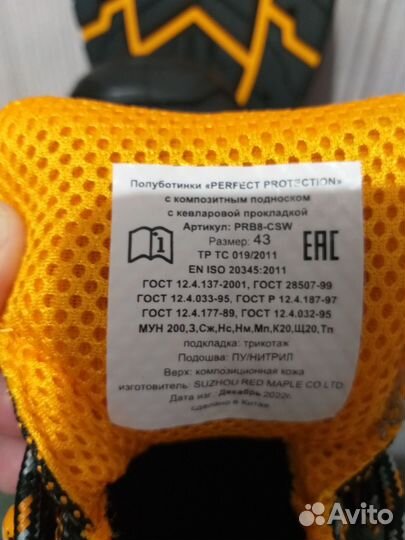 Полуботинки «PERFECT PROTECTION»
с композитным подноском
с кевларовой прокладкой
Артикул: PRB8-CSW
Размер: 43
ТР ТС 019/2011
EN ISO 20345:2011
ГОСТ 12.4.137-2001, ГОСТ 28507-99
ГОСТ 12.4.033-95, ГОСТ Р 12.4.187-97
ГОСТ 12.4.177-89, ГОСТ 12.4.032-95
МУН 200,З,Сж,Нс,Нм,Мп,К20,Щ20,Тп
подкладка: трикотаж
Подошва: ПУ/НИТРИЛ
Верх: композиционная кожа
изготовитель: SUZHOU RED MAPLE CO LTD
Дата изг: Декабрь 2022г
сделано в Китае
i
EAC
Avito